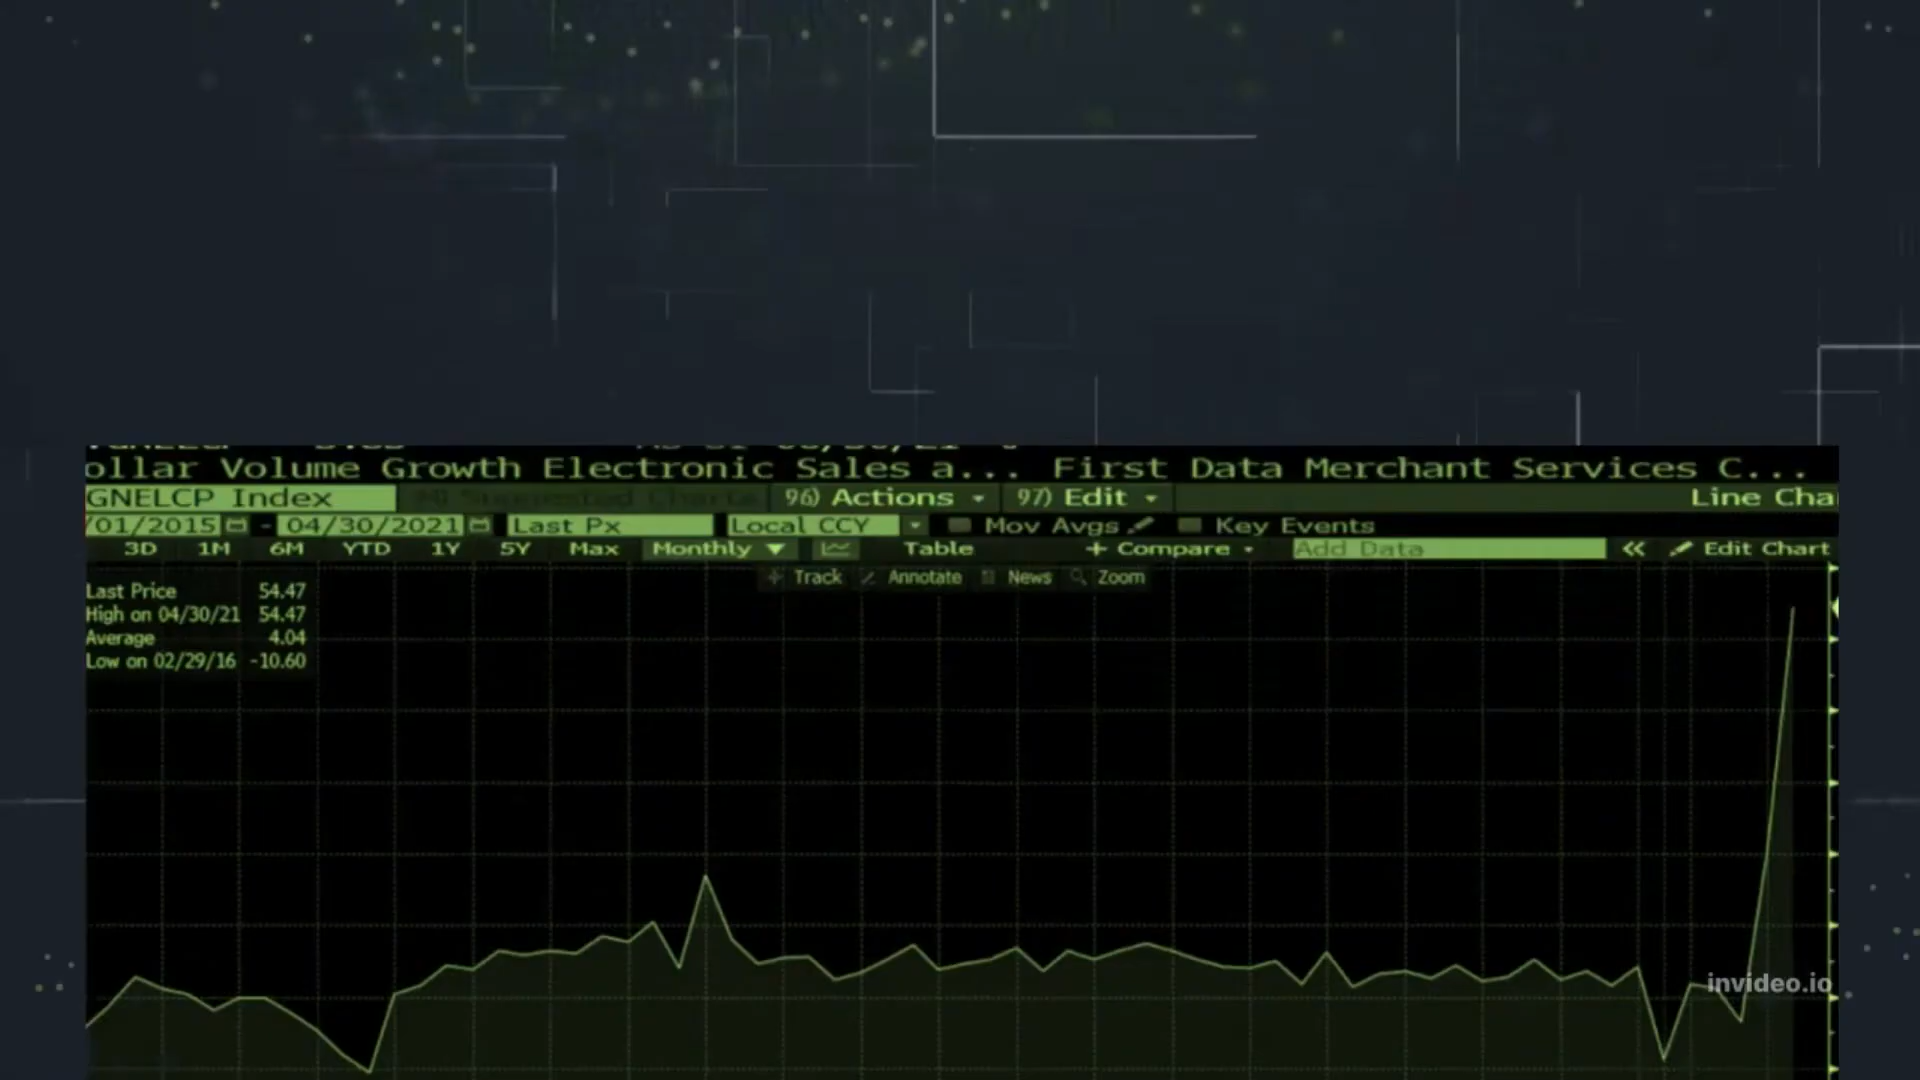 ollar Volume Growth Electronic Sales a... First Data Merchant Services C...
GNELCP Index 96) Actions 97) Edit Line Cha
/01/2015 - 04/30/2021 Last Px Local CCY Mov Avgs Key Events
3D 1M 6M YTD 1Y 5Y Max Monthly Table + Compare Add Data « Edit Chart
Track Annotate News Zoom
Last Price 54.47
High on 04/30/21 54.47
Average 4.04
Low on 02/29/16 -10.60
invideo.io